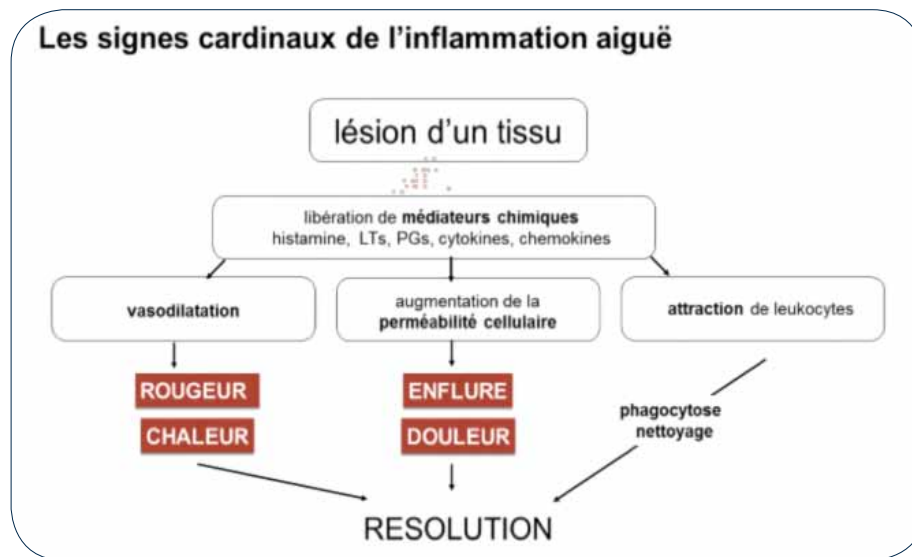 Les signes cardinaux de l'inflammation aiguë
lésion d'un tissu
libération de médiateurs chimiques
histamine, LTs, PGs, cytokines, chemokines
vasodilatation
augmentation de la
perméabilité cellulaire
attraction de leukocytes
ROUGEUR
CHALEUR
ENFLURE
DOULEUR
phagocytose
nettoyage
RESOLUTION